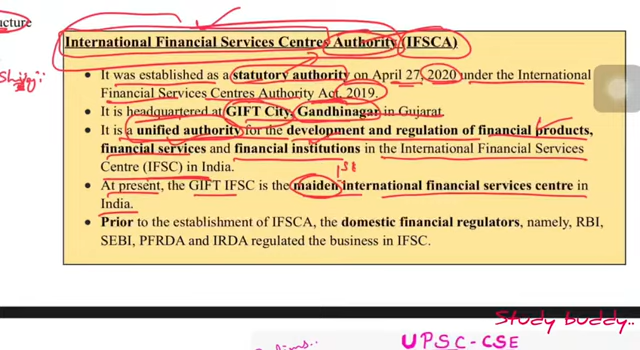 ucture
International Financial Services Centres Authority (IFSCA)
• It was established as a statutory authority on April 27, 2020 under the International
Financial Services Centres Authority Act, 2019.
• It is headquartered at GIFT City, Gandhinagar in Gujarat.
• It is a unified authority for the development and regulation of financial products,
financial services and financial institutions in the International Financial Services
Centre (IFSC) in India.
1st
• At present, the GIFT IFSC is the maiden international financial services centre in
India.
• Prior to the establishment of IFSCA, the domestic financial regulators, namely, RBI,
SEBI, PFRDA and IRDA regulated the business in IFSC.
Study buddy..
UPSC-CSE